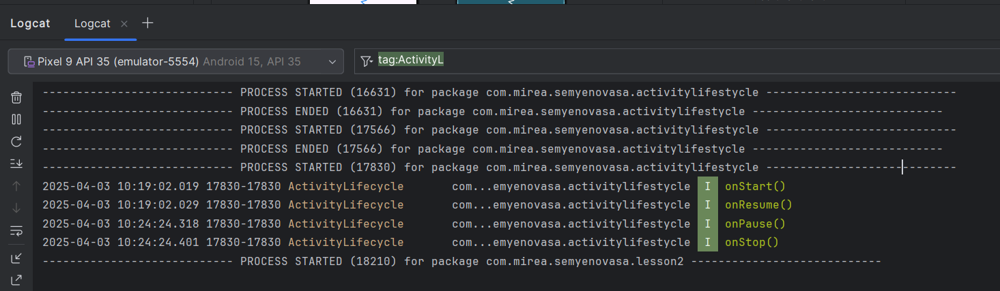 Logcat Logcat
Pixel 9 API 35 (emulator-5554) Android 15, API 35 tag:ActivityL
---------------------------- PROCESS STARTED (16631) for package com.mirea.semyenovasa.activitylifestycle ----------------------------
---------------------------- PROCESS ENDED (16631) for package com.mirea.semyenovasa.activitylifestycle ----------------------------
---------------------------- PROCESS STARTED (17566) for package com.mirea.semyenovasa.activitylifestycle ----------------------------
---------------------------- PROCESS ENDED (17566) for package com.mirea.semyenovasa.activitylifestycle ----------------------------
---------------------------- PROCESS STARTED (17830) for package com.mirea.semyenovasa.activitylifestycle ----------------------------
2025-04-03 10:19:02.019 17830-17830 ActivityLifecycle com...emyenovasa.activitylifestycle I onStart()
2025-04-03 10:19:02.029 17830-17830 ActivityLifecycle com...emyenovasa.activitylifestycle I onResume()
2025-04-03 10:24:24.318 17830-17830 ActivityLifecycle com...emyenovasa.activitylifestycle I onPause()
2025-04-03 10:24:24.401 17830-17830 ActivityLifecycle com...emyenovasa.activitylifestycle I onStop()
---------------------------- PROCESS STARTED (18210) for package com.mirea.semyenovasa.lesson2 ----------------------------